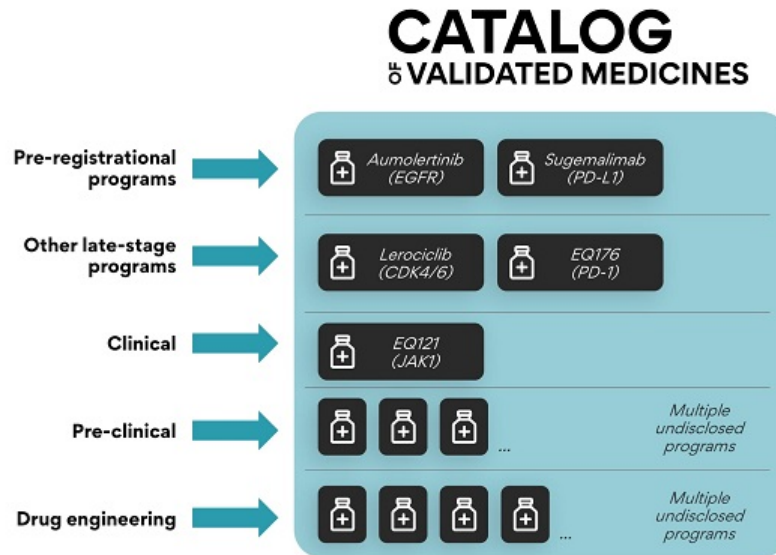 CATALOG
OF VALIDATED MEDICINES
Pre-registrational
programs
Aumolertinib
(EGFR)
Sugemalimab
(PD-L1)
Other late-stage
programs
Lerociclib
(CDK4/6)
EQ176
(PD-1)
Clinical
EQ121
(JAK1)
Pre-clinical
...
Multiple
undisclosed
programs
Drug engineering
...
Multiple
undisclosed
programs